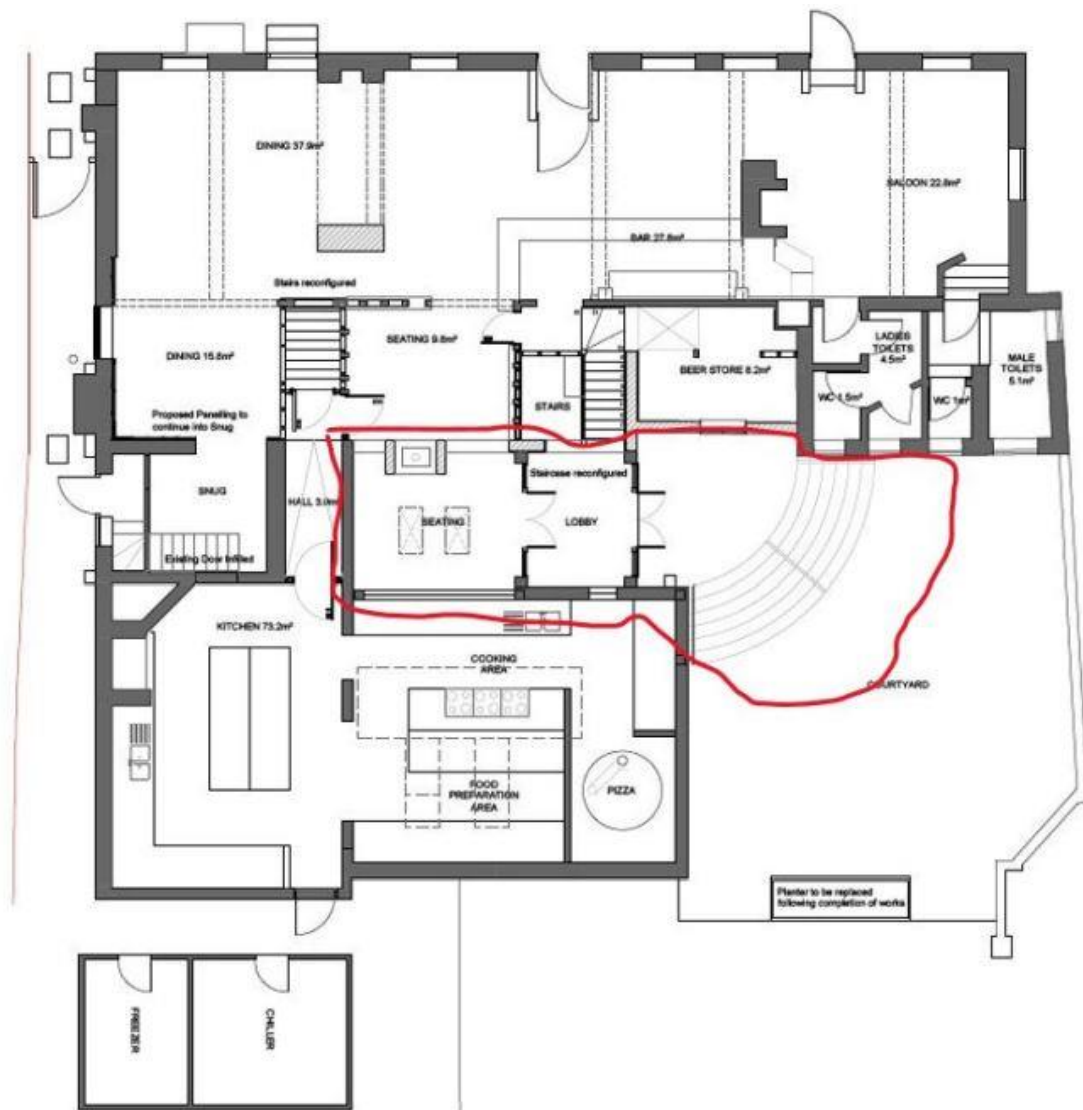 DINING 37.9m²
SALOON 22.8m²
BAR 27.6m²
Stairs reconfigured
SEATING 9.8m²
LADIES
TOILETS
4.5m²
DINING 15.8m²
BEER STORE 8.2m²
MALE
TOILETS
5.1m²
WC 1.5m²
WC 1m²
STAIRS
Proposed Panelling to
continue into Snug
Staircase reconfigured
SNUG
HALL 3.0m²
SEATING
LOBBY
Existing Door Infilled
KITCHEN 73.2m²
COOKING
AREA
COURTYARD
FOOD
PREPARATION
AREA
PIZZA
Planter to be replaced
following completion of works
FREEZER
CHILLER